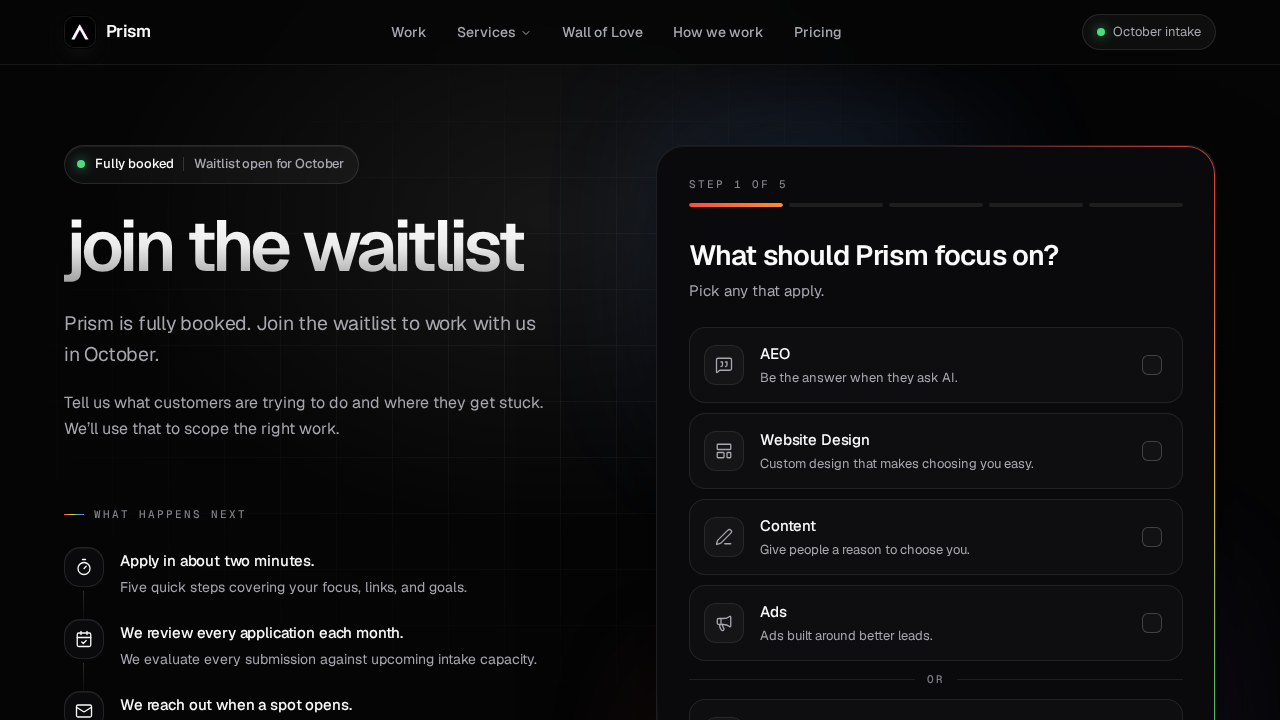 Prism
Work
Services
Wall of Love
How we work
Pricing
October intake
Fully booked
Waitlist open for October
join the waitlist
Prism is fully booked. Join the waitlist to work with us
in October.
Tell us what customers are trying to do and where they get stuck.
We'll use that to scope the right work.
WHAT HAPPENS NEXT
Apply in about two minutes.
Five quick steps covering your focus, links, and goals.
We review every application each month.
We evaluate every submission against upcoming intake capacity.
We reach out when a spot opens.
STEP 1 OF 5
What should Prism focus on?
Pick any that apply.
AEO
Be the answer when they ask AI.
Website Design
Custom design that makes choosing you easy.
Content
Give people a reason to choose you.
Ads
Ads built around better leads.
OR